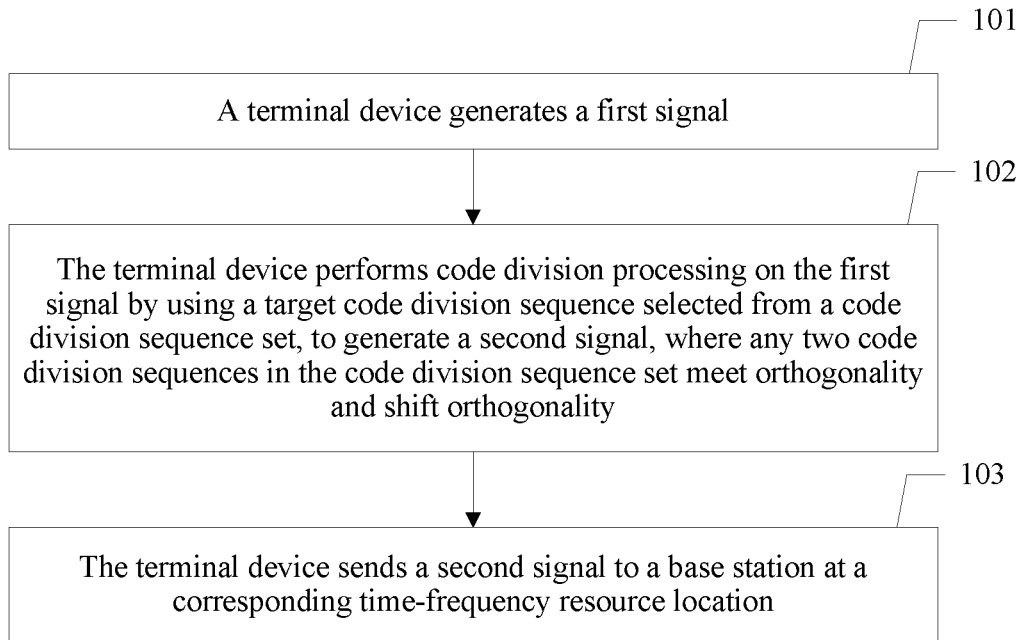 101
A terminal device generates a first signal
102
The terminal device performs code division processing on the first
signal by using a target code division sequence selected from a code
division sequence set, to generate a second signal, where any two code
division sequences in the code division sequence set meet orthogonality
and shift orthogonality
103
The terminal device sends a second signal to a base station at a
corresponding time-frequency resource location